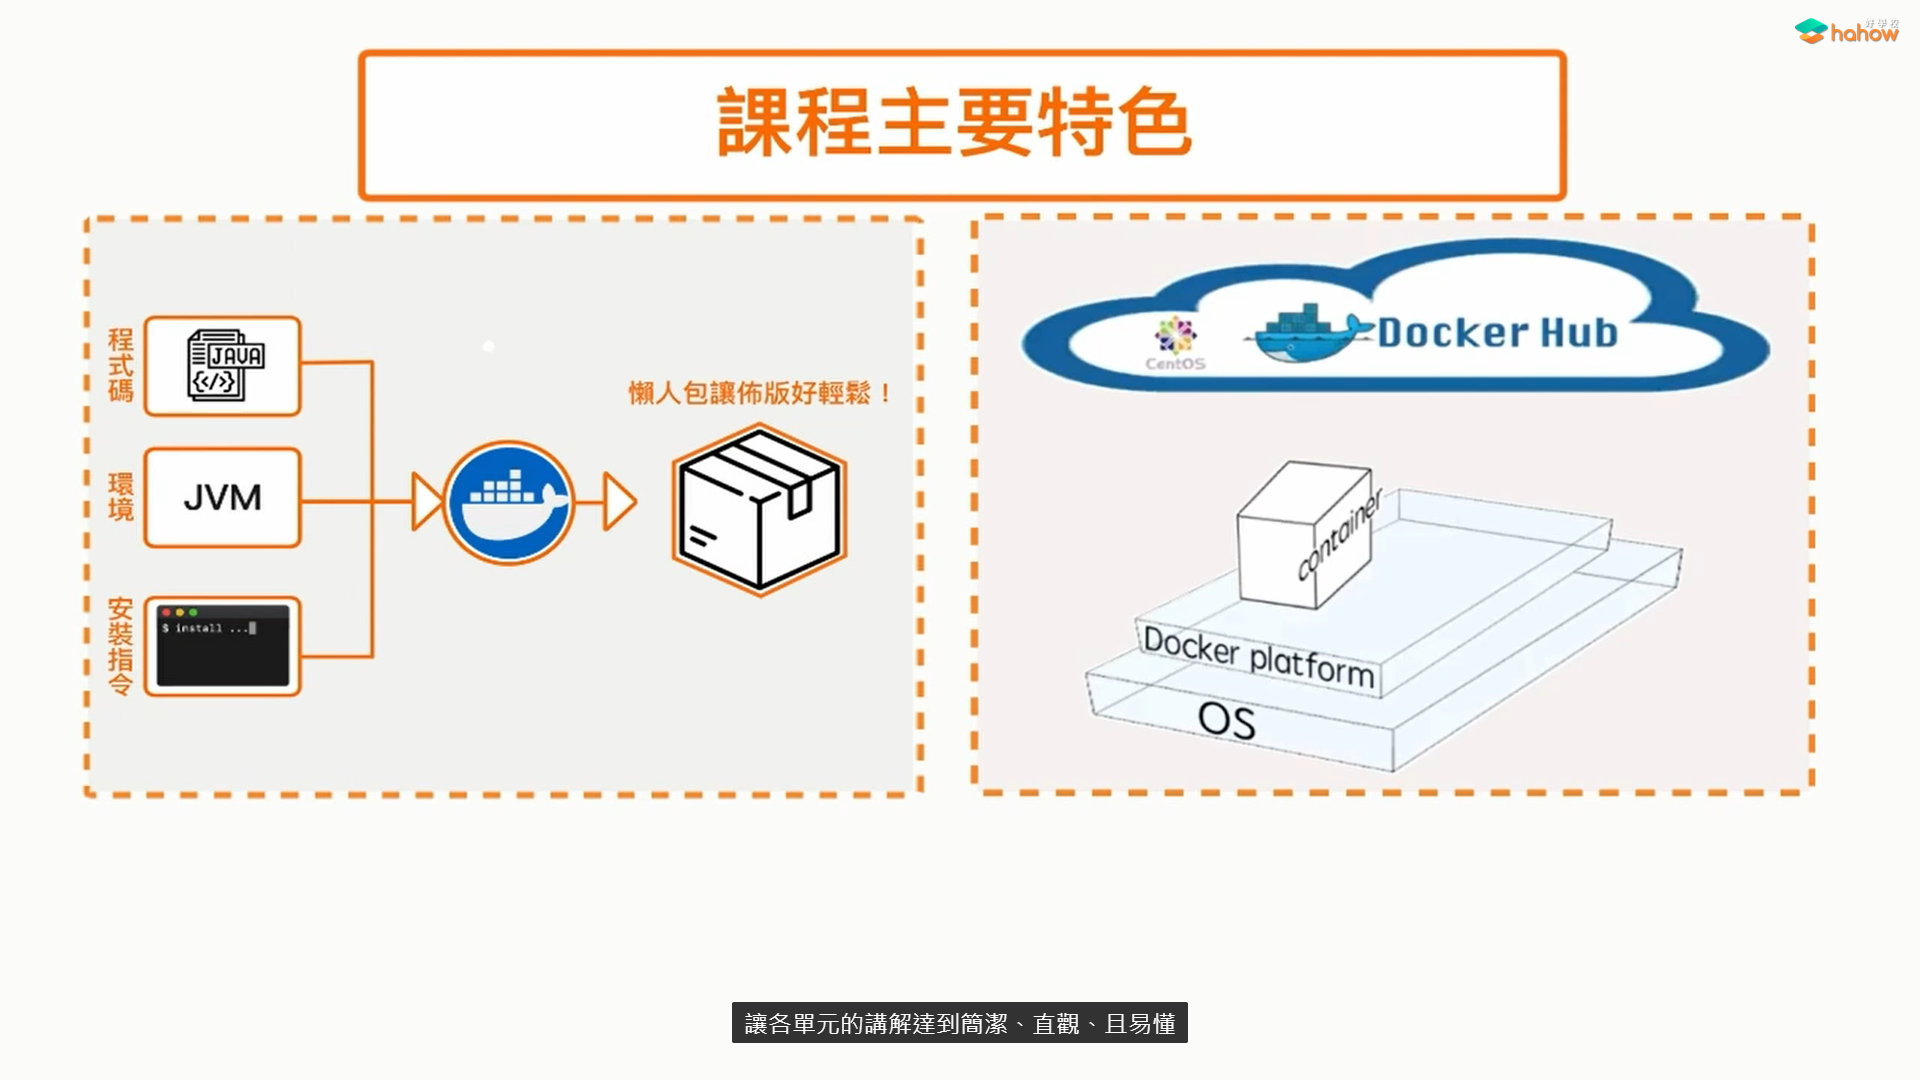 好學校
hahow
課程主要特色
程式碼
JAVA
</>
環境
JVM
安裝指令
$ install ...
懶人包讓佈版好輕鬆！
CentOS
Docker Hub
container
Docker platform
OS
讓各單元的講解達到簡潔、直觀、且易懂